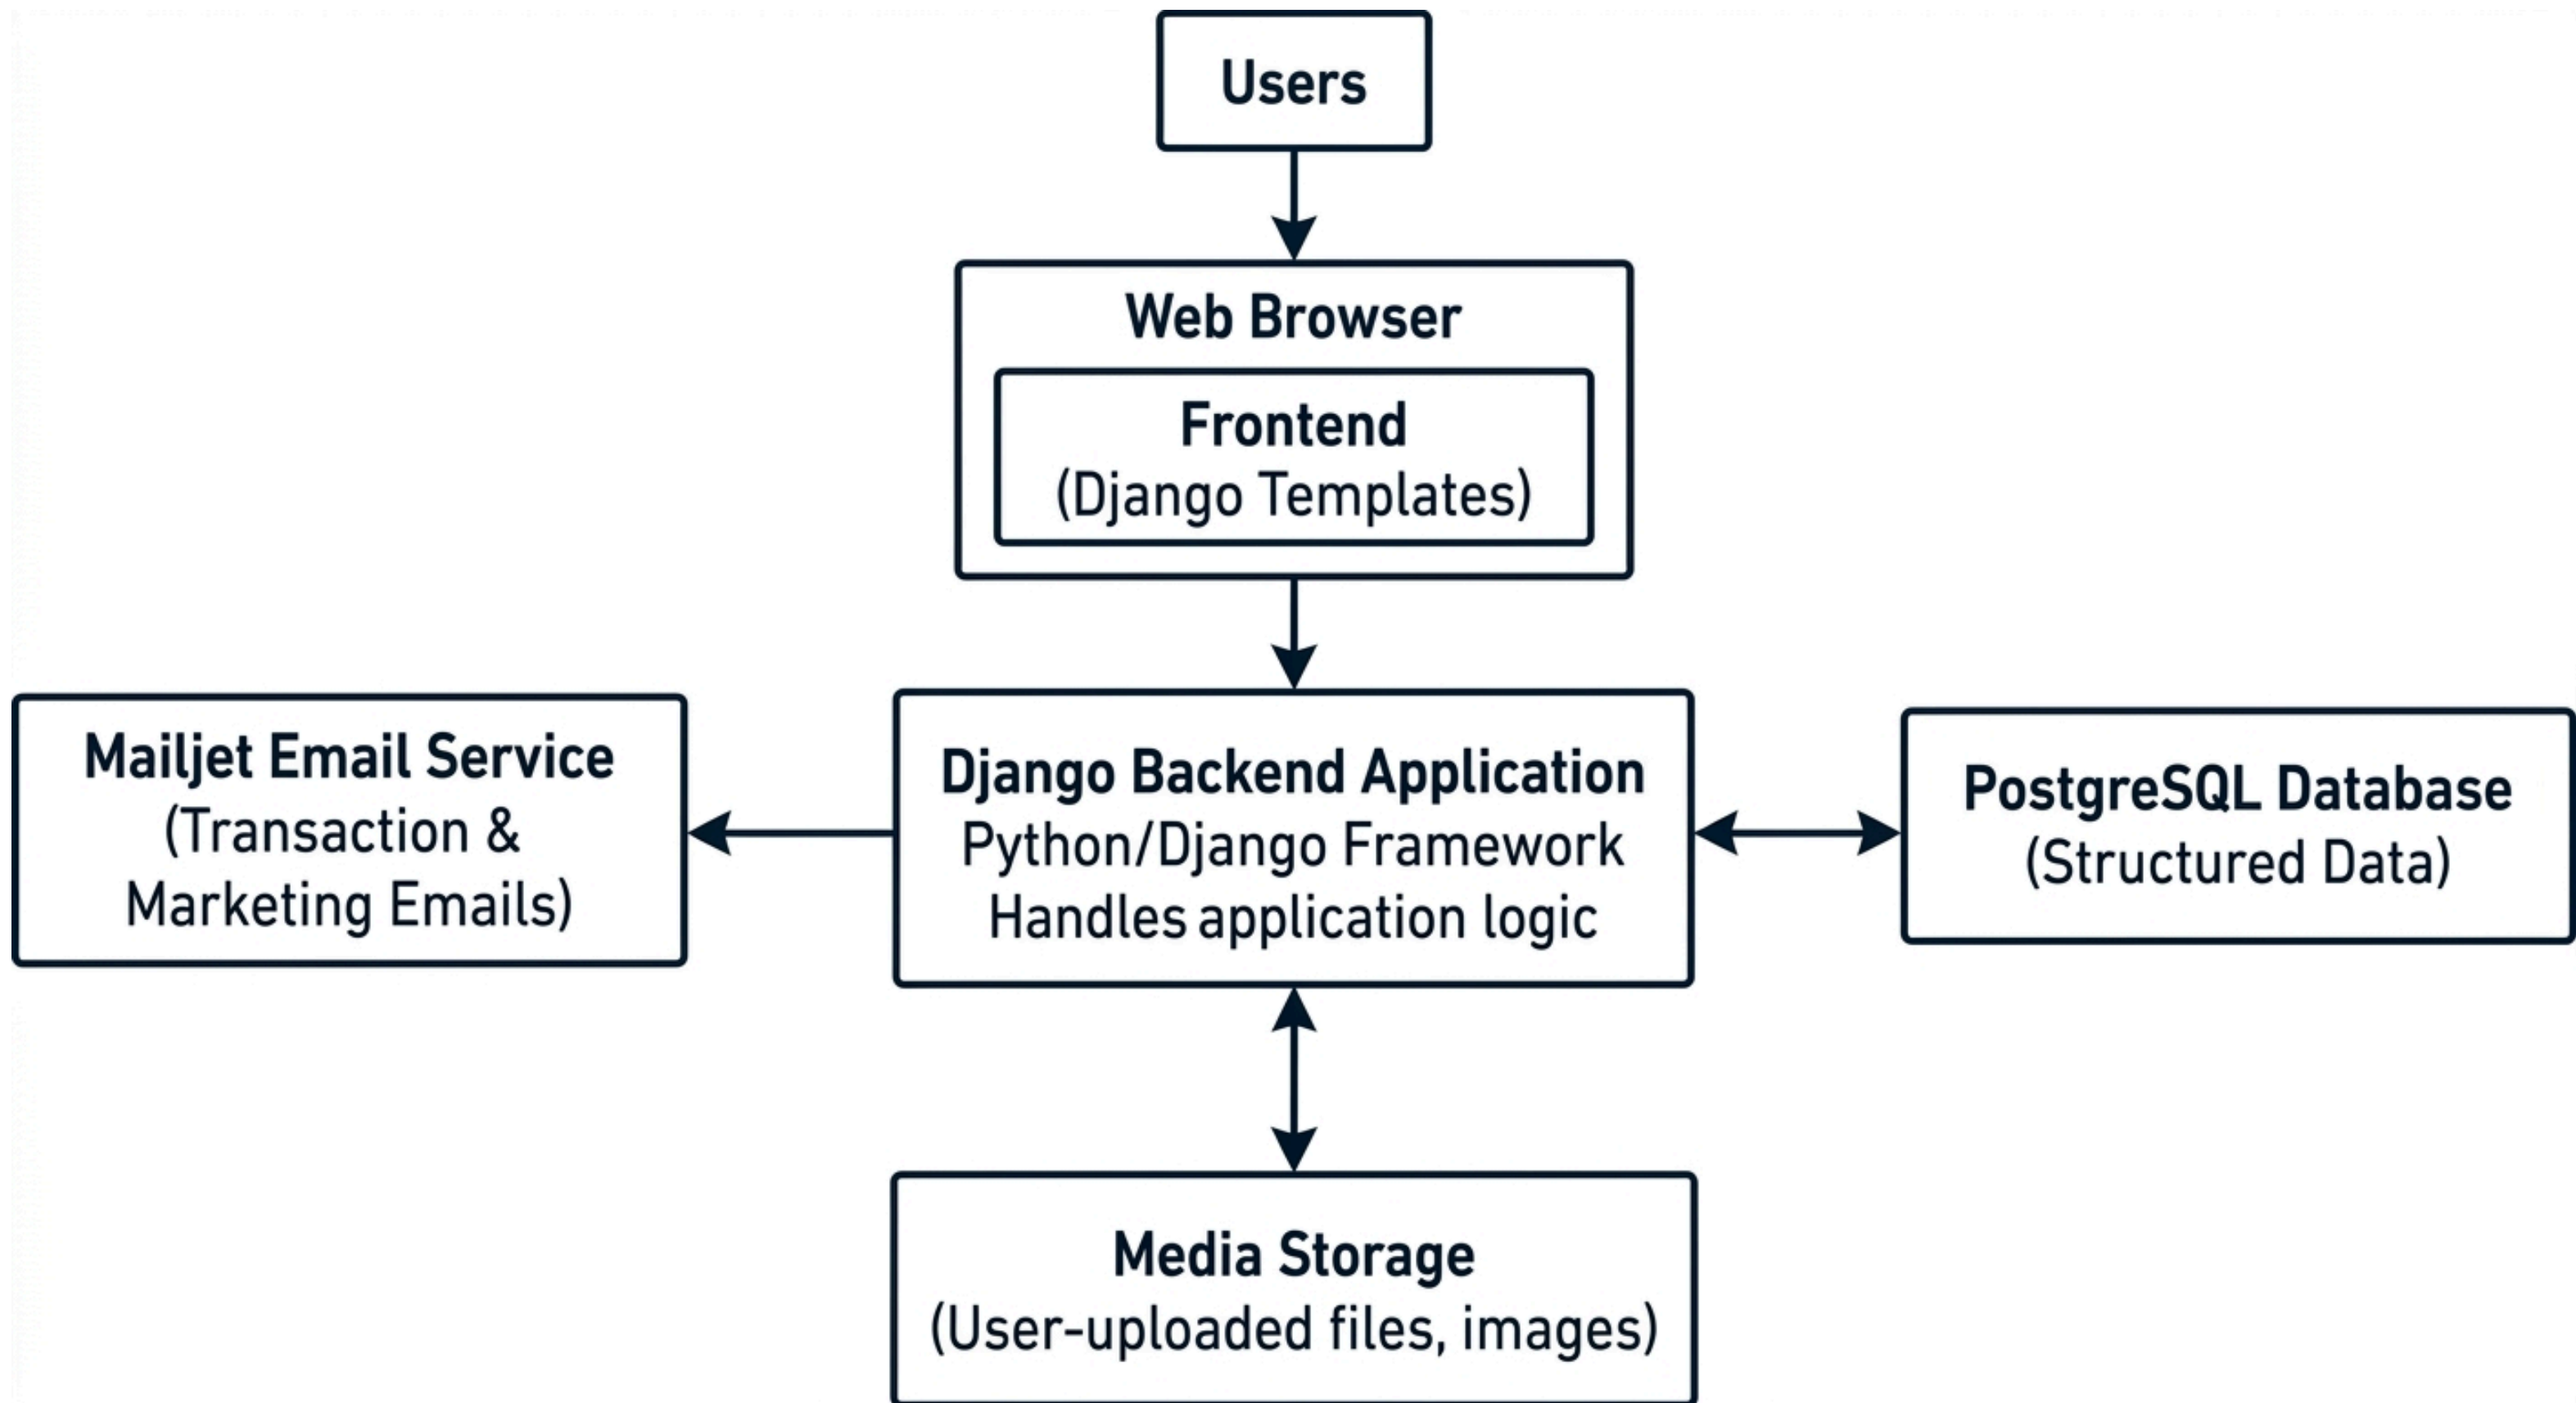 Users
Web Browser
Frontend
(Django Templates)
Mailjet Email Service
(Transaction &
Marketing Emails)
Django Backend Application
Python/Django Framework
Handles application logic
PostgreSQL Database
(Structured Data)
Media Storage
(User-uploaded files, images)